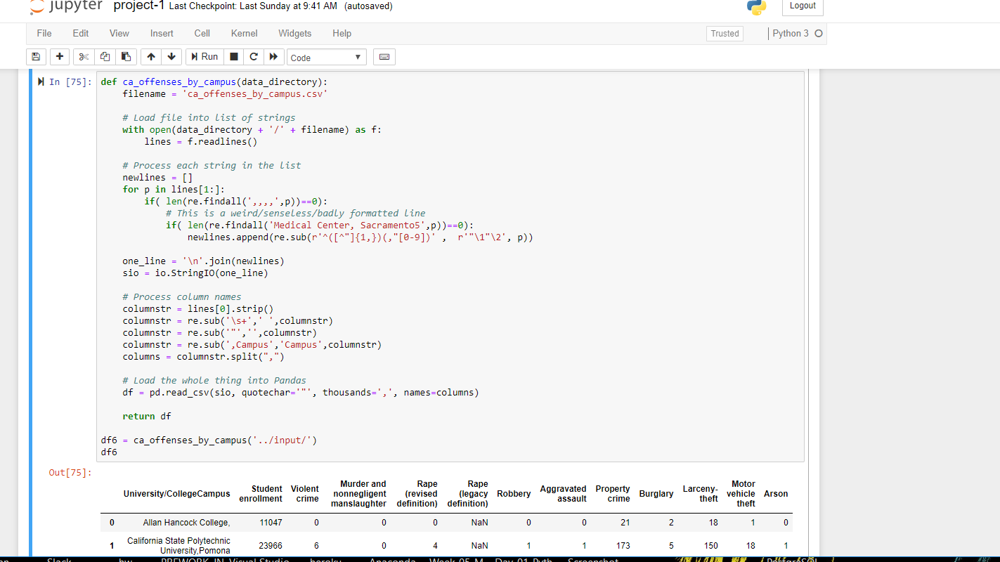 jupyter project-1 Last Checkpoint: Last Sunday at 9:41 AM (autosaved)
Logout
File Edit View Insert Cell Kernel Widgets Help Trusted Python 3
Run Code
In [75]: def ca_offenses_by_campus(data_directory):
    filename = 'ca_offenses_by_campus.csv'
    # Load file into list of strings
    with open(data_directory + '/' + filename) as f:
        lines = f.readlines()
    # Process each string in the list
    newlines = []
    for p in lines[1:]:
        if( len(re.findall(',,,,',p))==0):
            # This is a weird/senseless/badly formatted line
            if( len(re.findall('Medical Center, Sacramento5',p))==0):
                newlines.append(re.sub(r'^([^"]{1,})(,"[0-9])' ,  r'"\1"\2', p))
    one_line = '\n'.join(newlines)
    sio = io.StringIO(one_line)
    # Process column names
    columnstr = lines[0].strip()
    columnstr = re.sub('\s+',' ',columnstr)
    columnstr = re.sub('"','',columnstr)
    columnstr = re.sub(',Campus','Campus',columnstr)
    columns = columnstr.split(",")
    # Load the whole thing into Pandas
    df = pd.read_csv(sio, quotechar='"', thousands=',', names=columns)
    return df
df6 = ca_offenses_by_campus('../input/')
df6
Out[75]:
University/CollegeCampus Student enrollment Violent crime Murder and nonnegligent manslaughter Rape (revised definition) Rape (legacy definition) Robbery Aggravated assault Property crime Burglary Larceny-theft Motor vehicle theft Arson
0 Allan Hancock College, 11047 0 0 0 NaN 0 0 21 2 18 1 0
1 California State Polytechnic University,Pomona 23966 6 0 4 NaN 1 1 173 5 150 18 1